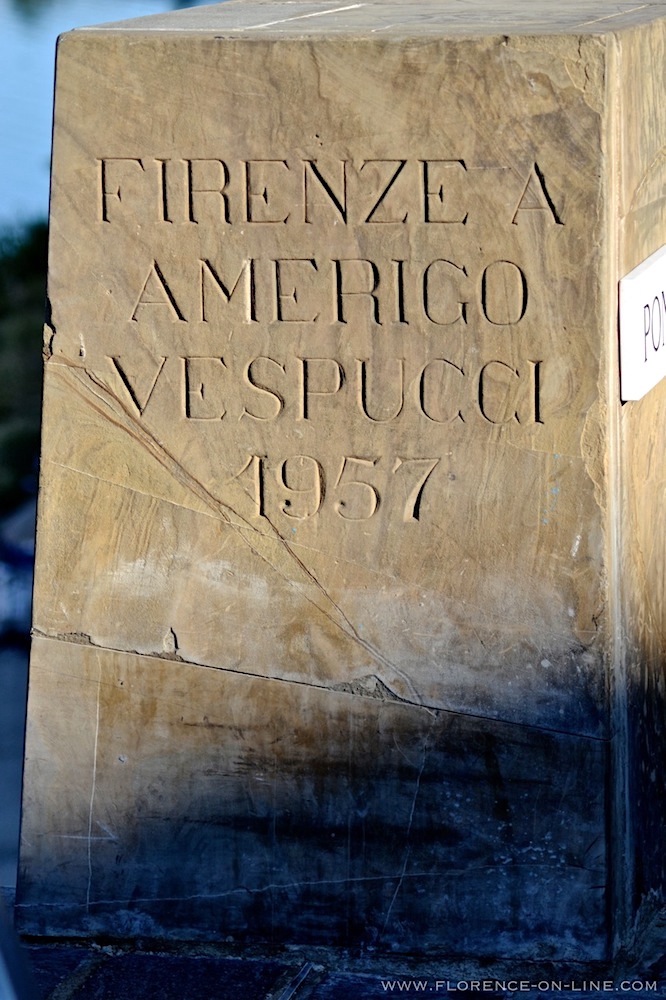 FIRENZE A
AMERIGO
VESPUCCI
1957
WWW.FLORENCE-ON-LINE.COM